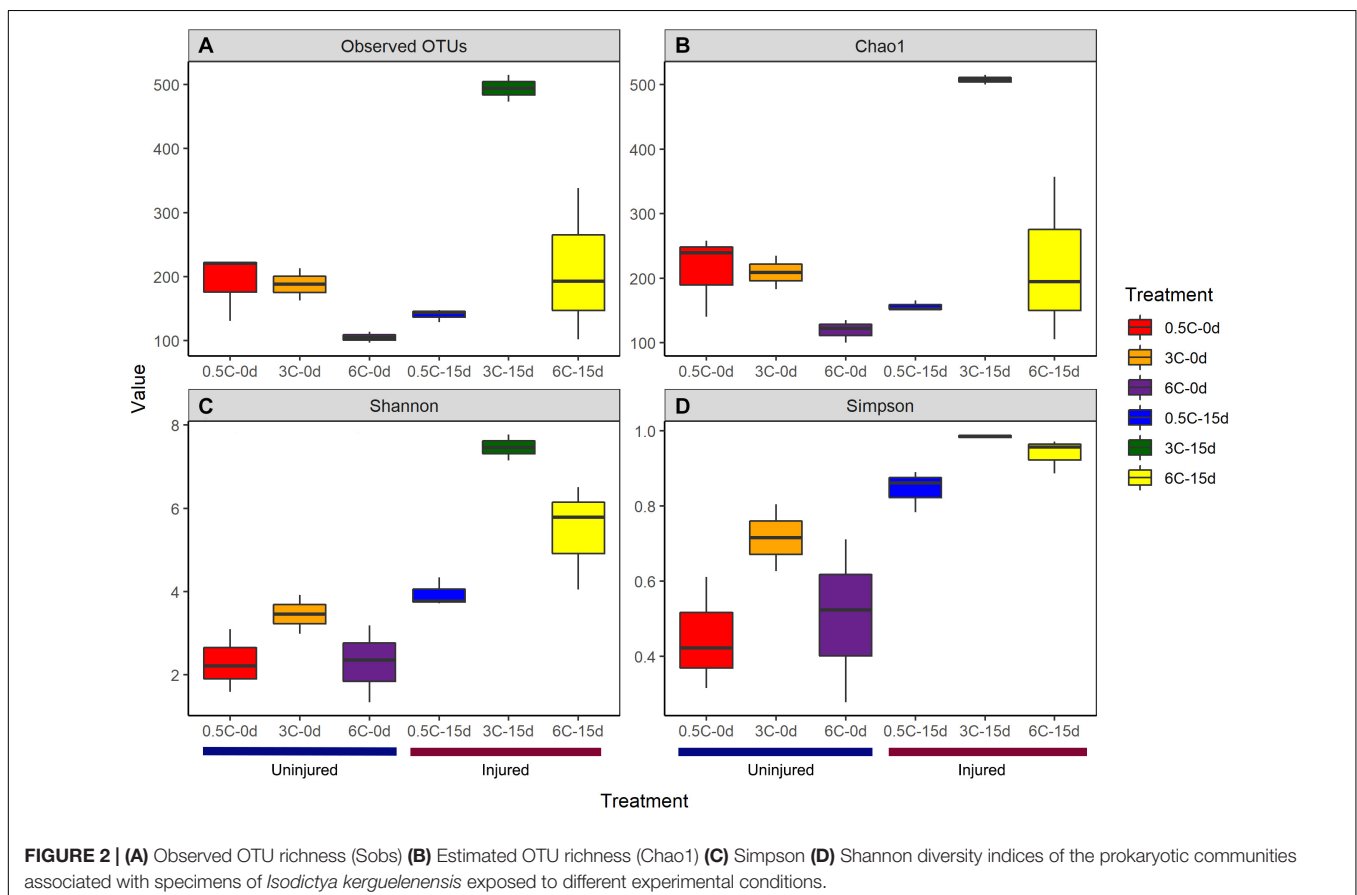 A Observed OTUs
B Chao1
500
400
300
200
100
0.5C-0d 3C-0d 6C-0d 0.5C-15d 3C-15d 6C-15d
500
400
300
200
100
0.5C-0d 3C-0d 6C-0d 0.5C-15d 3C-15d 6C-15d
Value
C Shannon
D Simpson
8
6
4
2
0.5C-0d 3C-0d 6C-0d 0.5C-15d 3C-15d 6C-15d
Uninjured Injured
1.0
0.8
0.6
0.4
0.5C-0d 3C-0d 6C-0d 0.5C-15d 3C-15d 6C-15d
Uninjured Injured
Treatment
Treatment
0.5C-0d
3C-0d
6C-0d
0.5C-15d
3C-15d
6C-15d
FIGURE 2 | (A) Observed OTU richness (Sobs) (B) Estimated OTU richness (Chao1) (C) Simpson (D) Shannon diversity indices of the prokaryotic communities
associated with specimens of Isodictya kerguelenensis exposed to different experimental conditions.